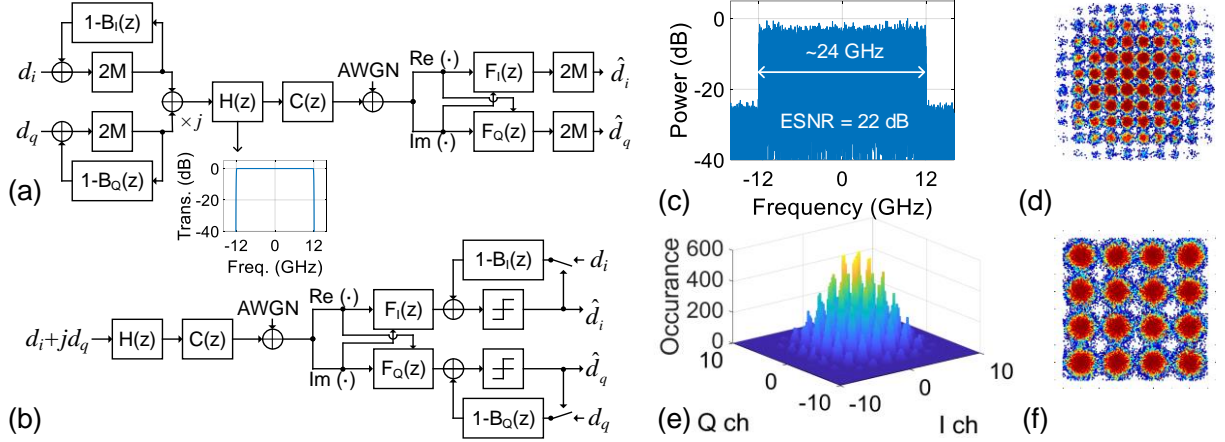 1-B_I(z)
d_i
2M
AWGN
Re (·)
F_I(z)
2M
d̂_i
H(z)
C(z)
×j
d_q
2M
Im (·)
F_Q(z)
2M
d̂_q
1-B_Q(z)
(a)
Trans. (dB)
0
-20
-40
-12
0
12
Freq. (GHz)
1-B_I(z)
d_i
AWGN
Re (·)
F_I(z)
d̂_i
d_i+jd_q
H(z)
C(z)
Im (·)
F_Q(z)
d̂_q
1-B_Q(z)
d_q
(b)
Power (dB)
0
-20
-40
~24 GHz
ESNR = 22 dB
-12
0
12
Frequency (GHz)
(c)
(d)
Occurance
600
400
200
0
10
0
-10
-10
0
10
Q ch
I ch
(e)
(f)